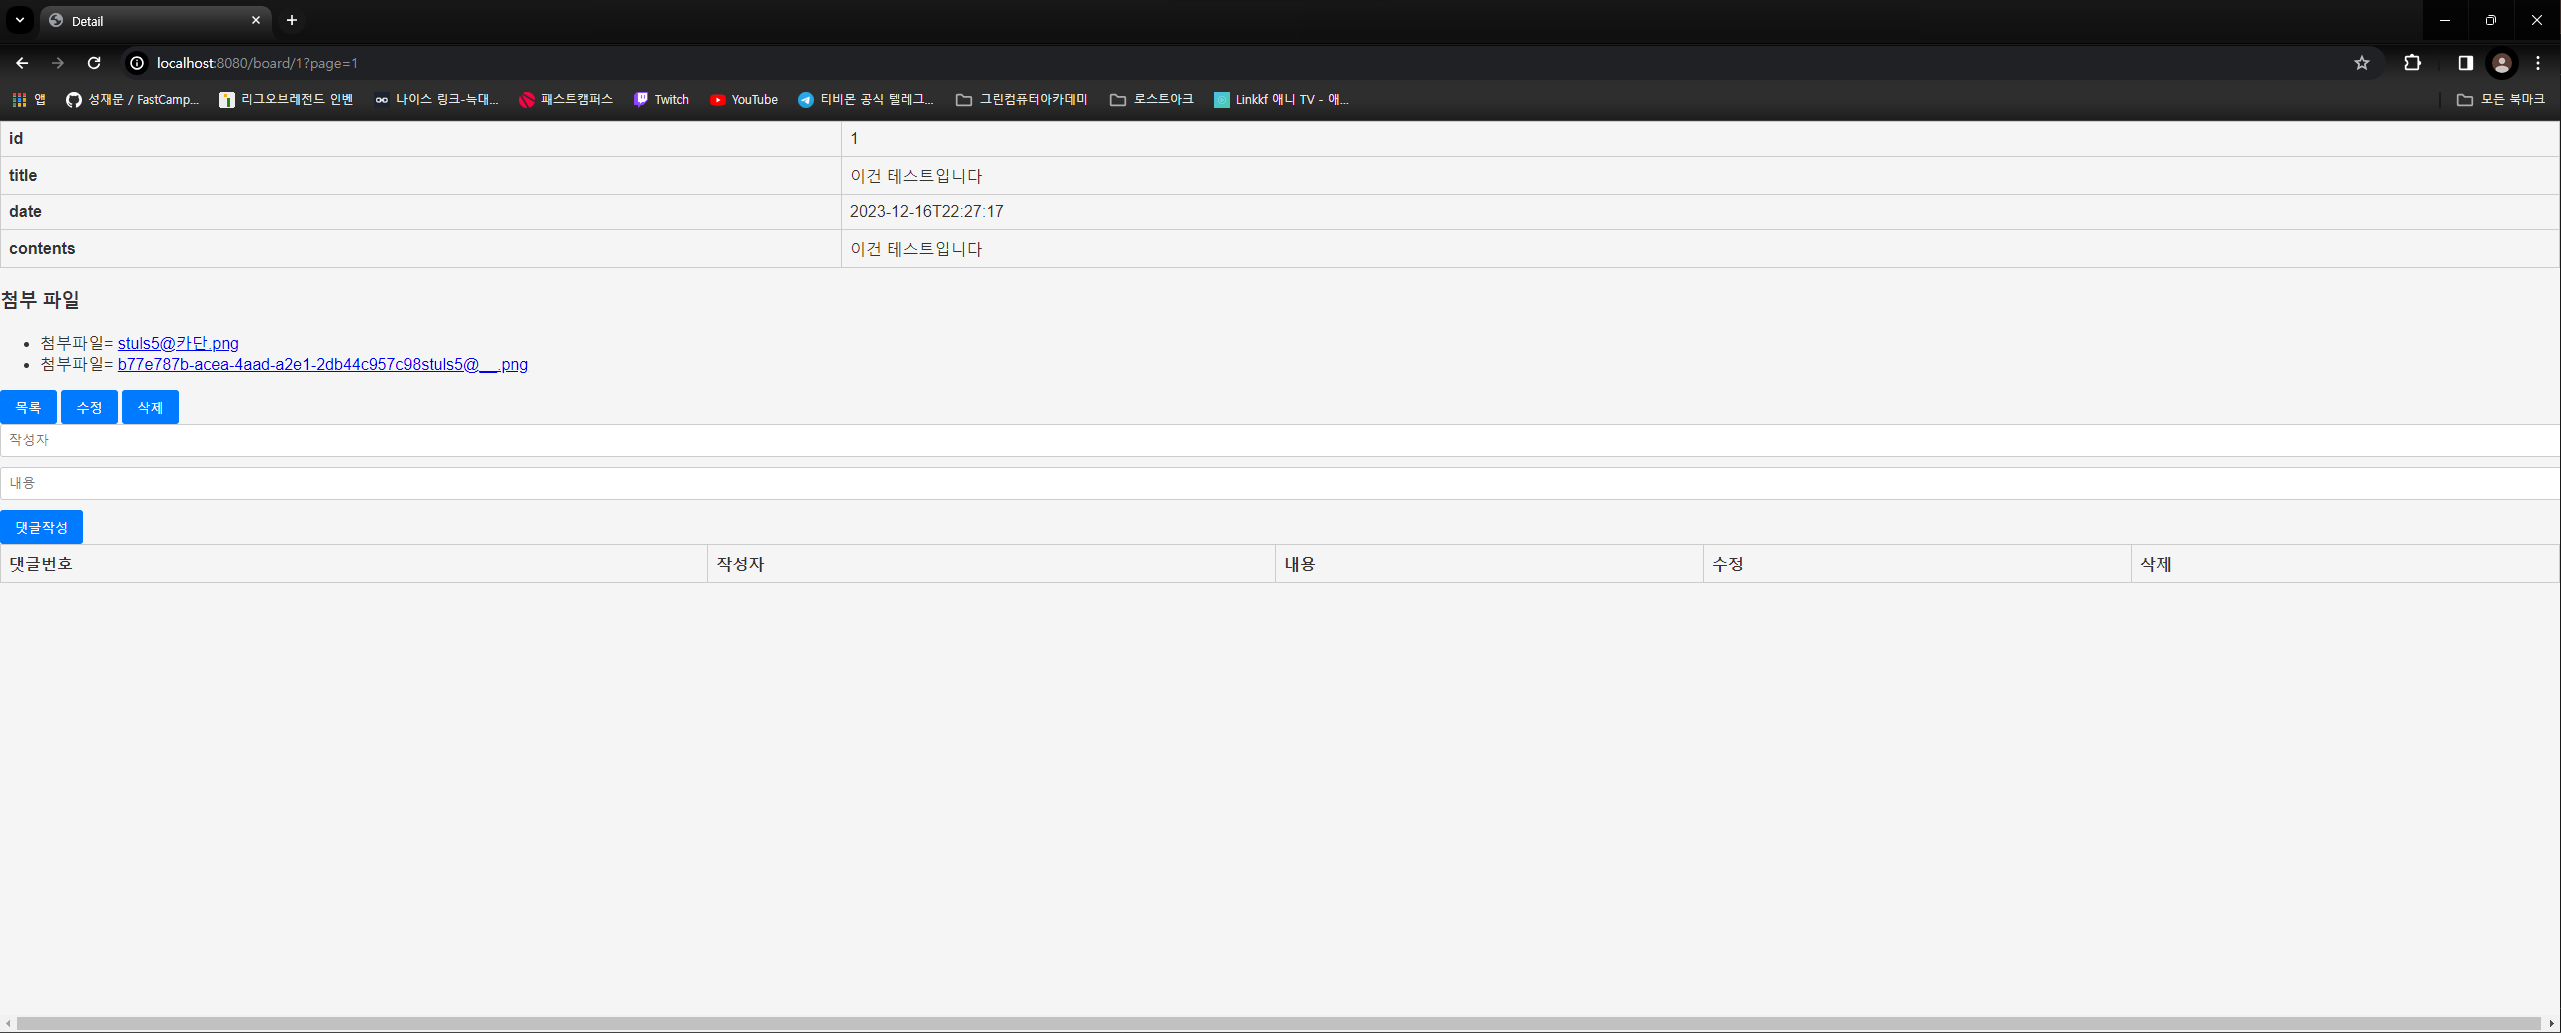 Detail
localhost:8080/board/1?page=1
앱 성재문 / FastCamp... 리그오브레전드 인벤 나이스 링크-늑대... 패스트캠퍼스 Twitch YouTube 티비몬 공식 텔레그... 그린컴퓨터아카데미 로스트아크 Linkkf 애니 TV - 애... 모든 북마크
id 1
title 이건 테스트입니다
date 2023-12-16T22:27:17
contents 이건 테스트입니다
첨부 파일
첨부파일= stuls5@카단.png
첨부파일= b77e787b-acea-4aad-a2e1-2db44c957c98stuls5@__.png
목록 수정 삭제
작성자
내용
댓글작성
댓글번호 작성자 내용 수정 삭제